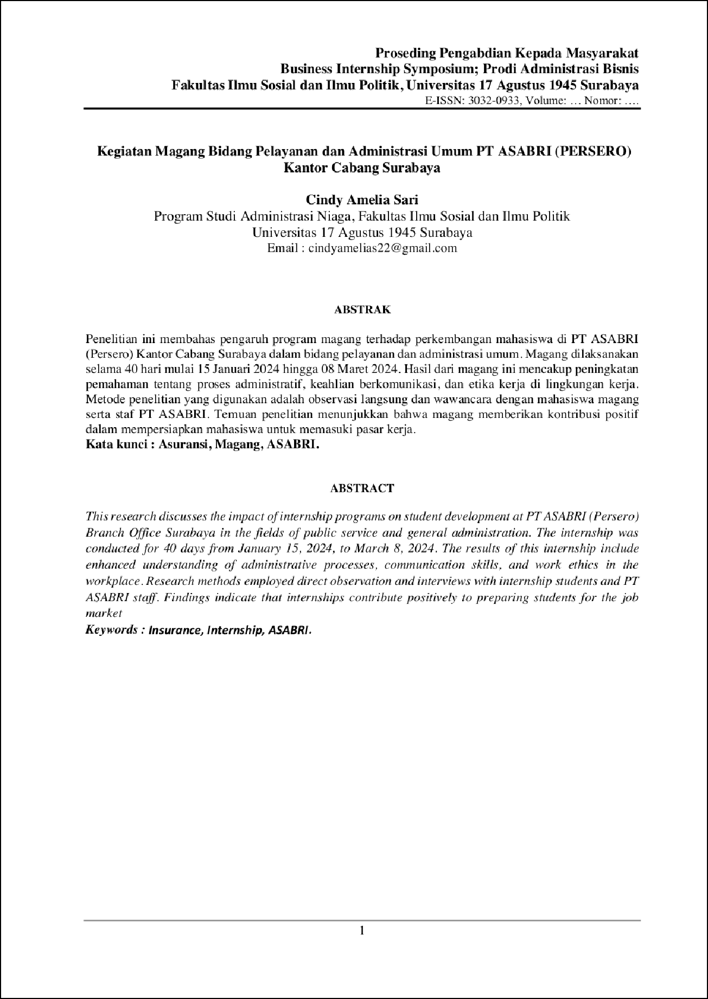 Proseding Pengabdian Kepada Masyarakat
Business Internship Symposium; Prodi Administrasi Bisnis
Fakultas Ilmu Sosial dan Ilmu Politik, Universitas 17 Agustus 1945 Surabaya
E-ISSN: 3032-0933, Volume: … Nomor: ….
Kegiatan Magang Bidang Pelayanan dan Administrasi Umum PT ASABRI (PERSERO)
Kantor Cabang Surabaya
Cindy Amelia Sari
Program Studi Administrasi Niaga, Fakultas Ilmu Sosial dan Ilmu Politik
Universitas 17 Agustus 1945 Surabaya
Email : cindyamelias22@gmail.com
ABSTRAK
Penelitian ini membahas pengaruh program magang terhadap perkembangan mahasiswa di PT ASABRI
(Persero) Kantor Cabang Surabaya dalam bidang pelayanan dan administrasi umum. Magang dilaksanakan
selama 40 hari mulai 15 Januari 2024 hingga 08 Maret 2024. Hasil dari magang ini mencakup peningkatan
pemahaman tentang proses administratif, keahlian berkomunikasi, dan etika kerja di lingkungan kerja.
Metode penelitian yang digunakan adalah observasi langsung dan wawancara dengan mahasiswa magang
serta staf PT ASABRI. Temuan penelitian menunjukkan bahwa magang memberikan kontribusi positif
dalam mempersiapkan mahasiswa untuk memasuki pasar kerja.
Kata kunci : Asuransi, Magang, ASABRI.
ABSTRACT
This research discusses the impact of internship programs on student development at PT ASABRI (Persero)
Branch Office Surabaya in the fields of public service and general administration. The internship was
conducted for 40 days from January 15, 2024, to March 8, 2024. The results of this internship include
enhanced understanding of administrative processes, communication skills, and work ethics in the
workplace. Research methods employed direct observation and interviews with internship students and PT
ASABRI staff. Findings indicate that internships contribute positively to preparing students for the job
market
Keywords : Insurance, Internship, ASABRI.
1